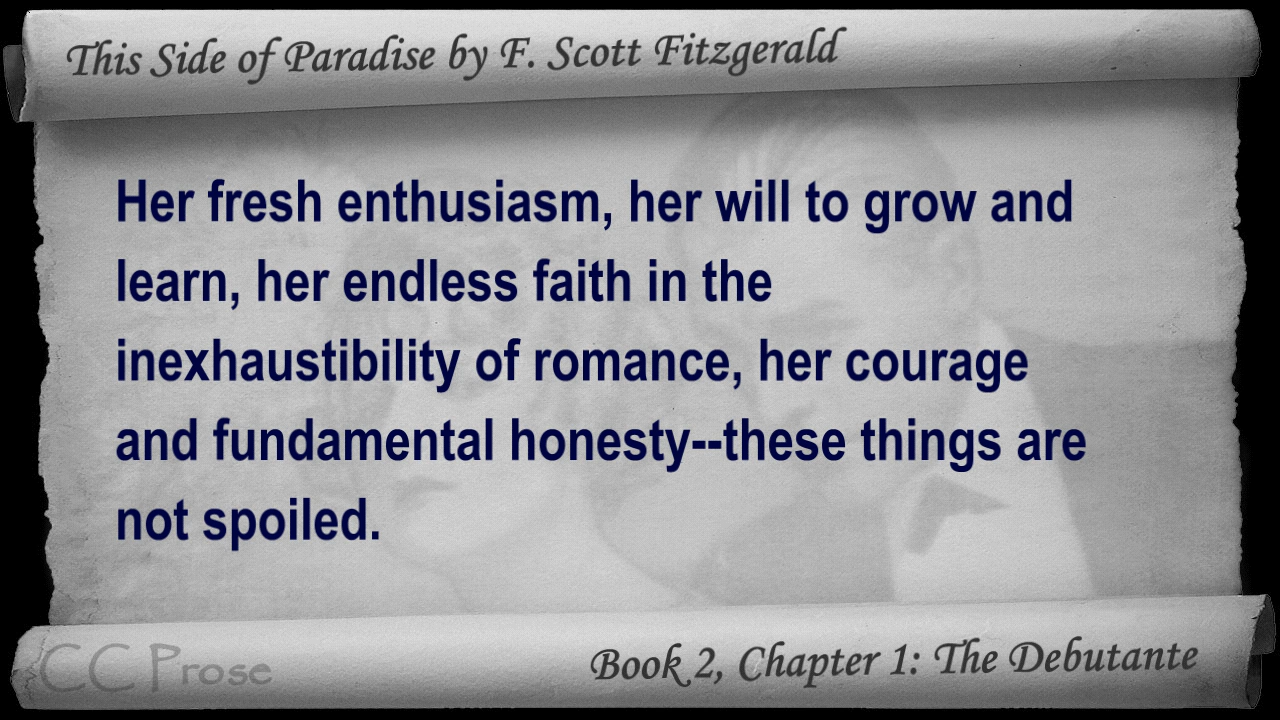 This Side of Paradise by F. Scott Fitzgerald
Her fresh enthusiasm, her will to grow and
learn, her endless faith in the
inexhaustibility of romance, her courage
and fundamental honesty--these things are
not spoiled.
CC Prose
Book 2, Chapter 1: The Debutante